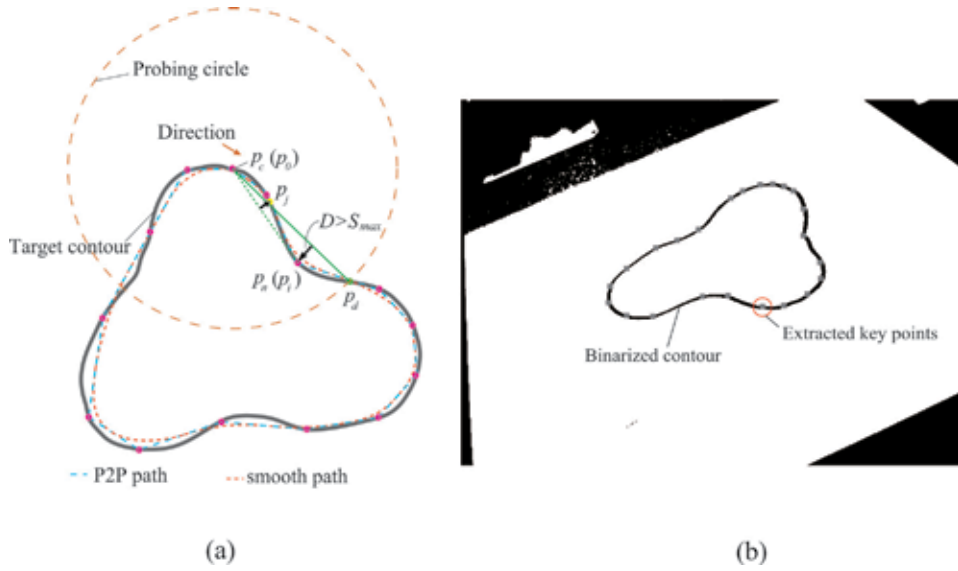 Probing circle
Direction
p_c (p_0)
p_j
D>S_max
Target contour
p_n (p_i)
p_d
P2P path
smooth path
(a)
Extracted key points
Binarized contour
(b)